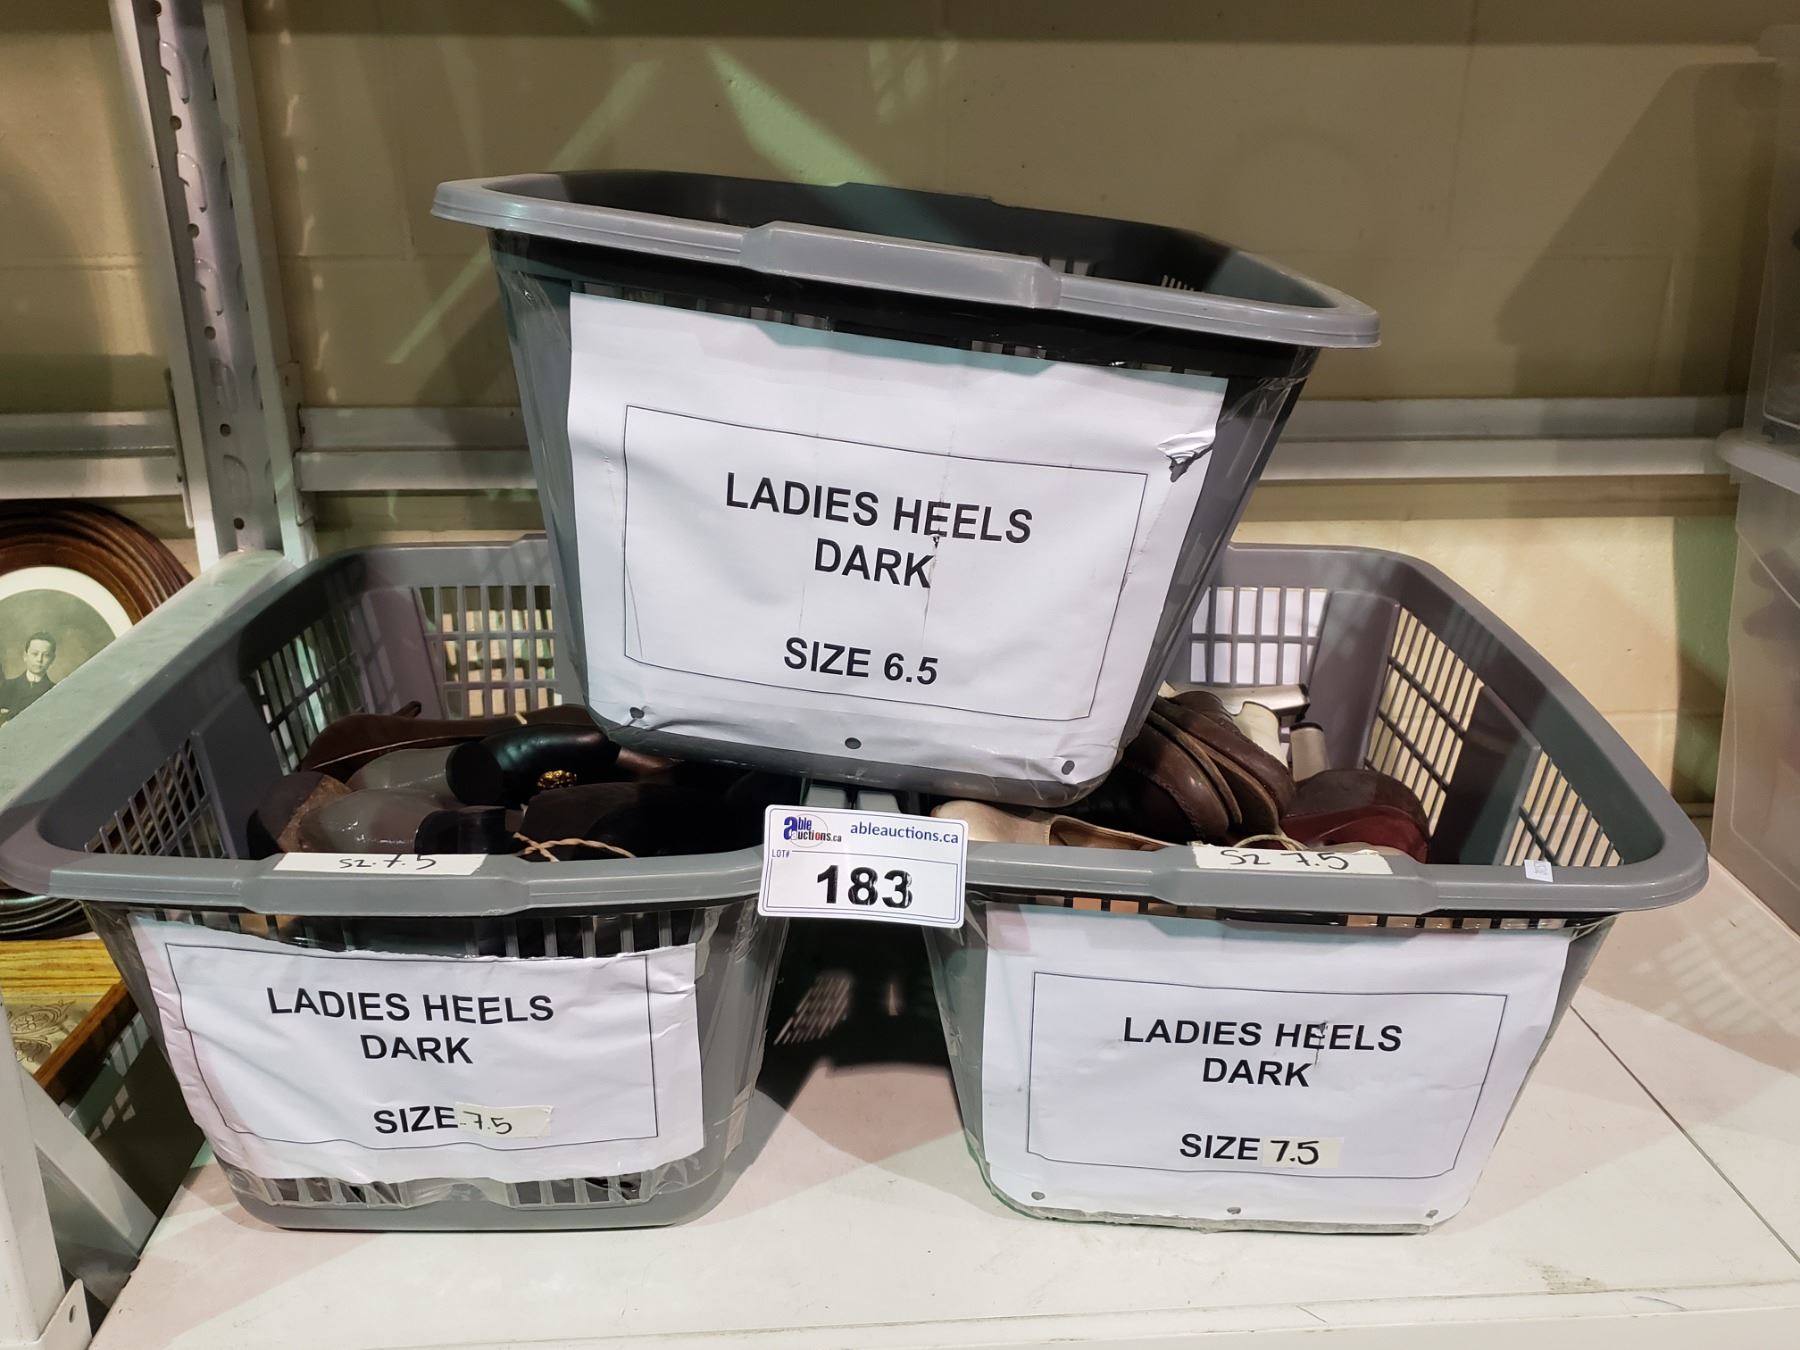 LADIES HEELS
DARK
SIZE 6.5
able auctions.ca
ableauctions.ca
LOT#
183
SZ. 7.5
LADIES HEELS
DARK
SIZE 7.5
SZ 7.5
LADIES HEELS
DARK
SIZE 7.5